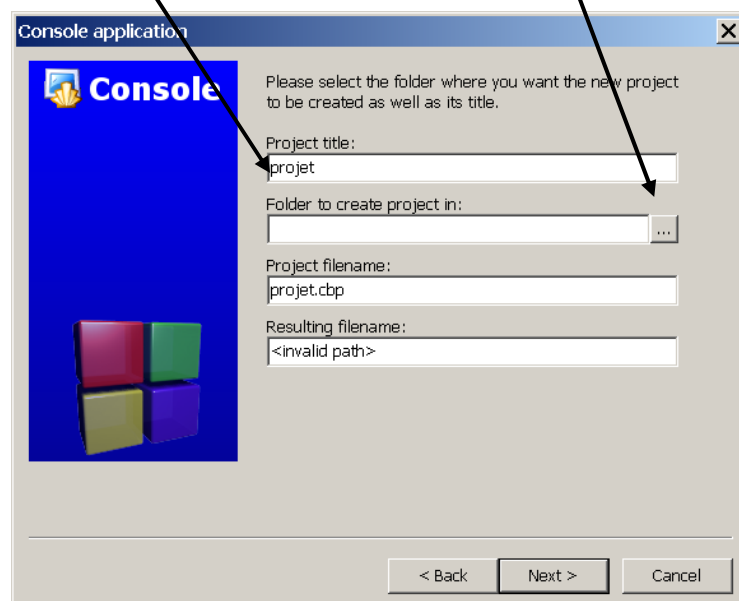 Console application
Console
Please select the folder where you want the new project
to be created as well as its title.
Project title:
projet
Folder to create project in:
...
Project filename:
projet.cbp
Resulting filename:
<invalid path>
< Back
Next >
Cancel